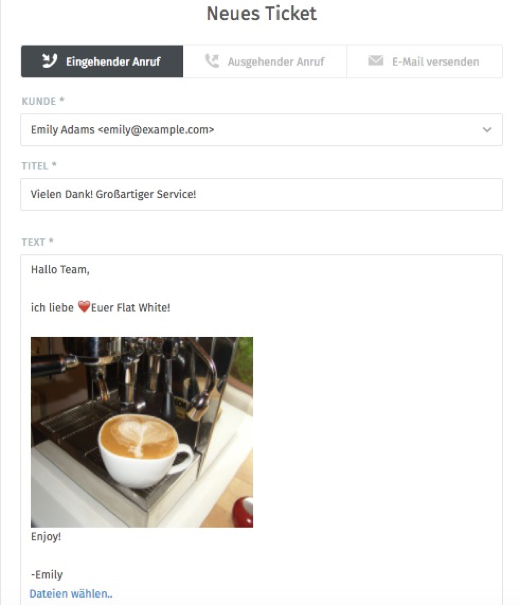 Neues Ticket
Eingehender Anruf
Ausgehender Anruf
E-Mail versenden
KUNDE *
Emily Adams <emily@example.com>
TITEL *
Vielen Dank! Großartiger Service!
TEXT *
Hallo Team,
ich liebe ❤️Euer Flat White!
Enjoy!
-Emily
Dateien wählen..